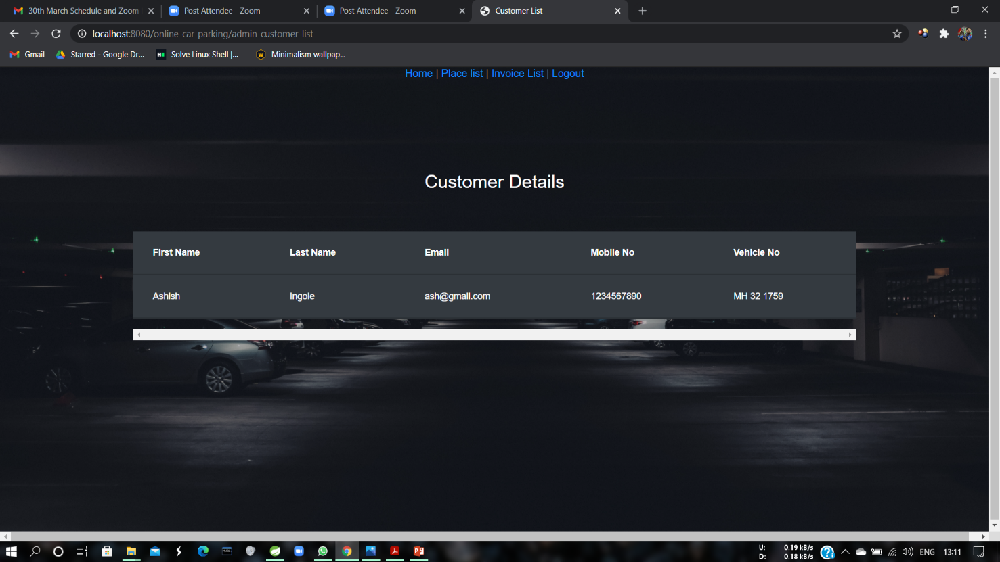 30th March Schedule and Zoom
Post Attendee - Zoom
Post Attendee - Zoom
Customer List
localhost:8080/online-car-parking/admin-customer-list
Gmail
Starred - Google Dr...
Solve Linux Shell |...
Minimalism wallpap...
Home | Place list | Invoice List | Logout
Customer Details
First Name Last Name Email Mobile No Vehicle No
Ashish Ingole ash@gmail.com 1234567890 MH 32 1759
U: 0.19 kB/s
D: 0.18 kB/s
ENG
13:11